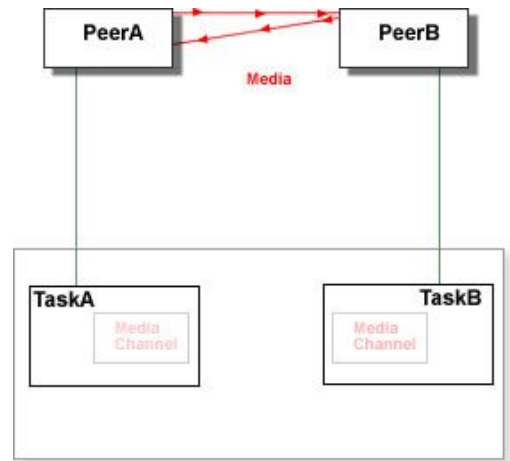 PeerA
PeerB
Media
TaskA
TaskB
Media
Channel
Media
Channel